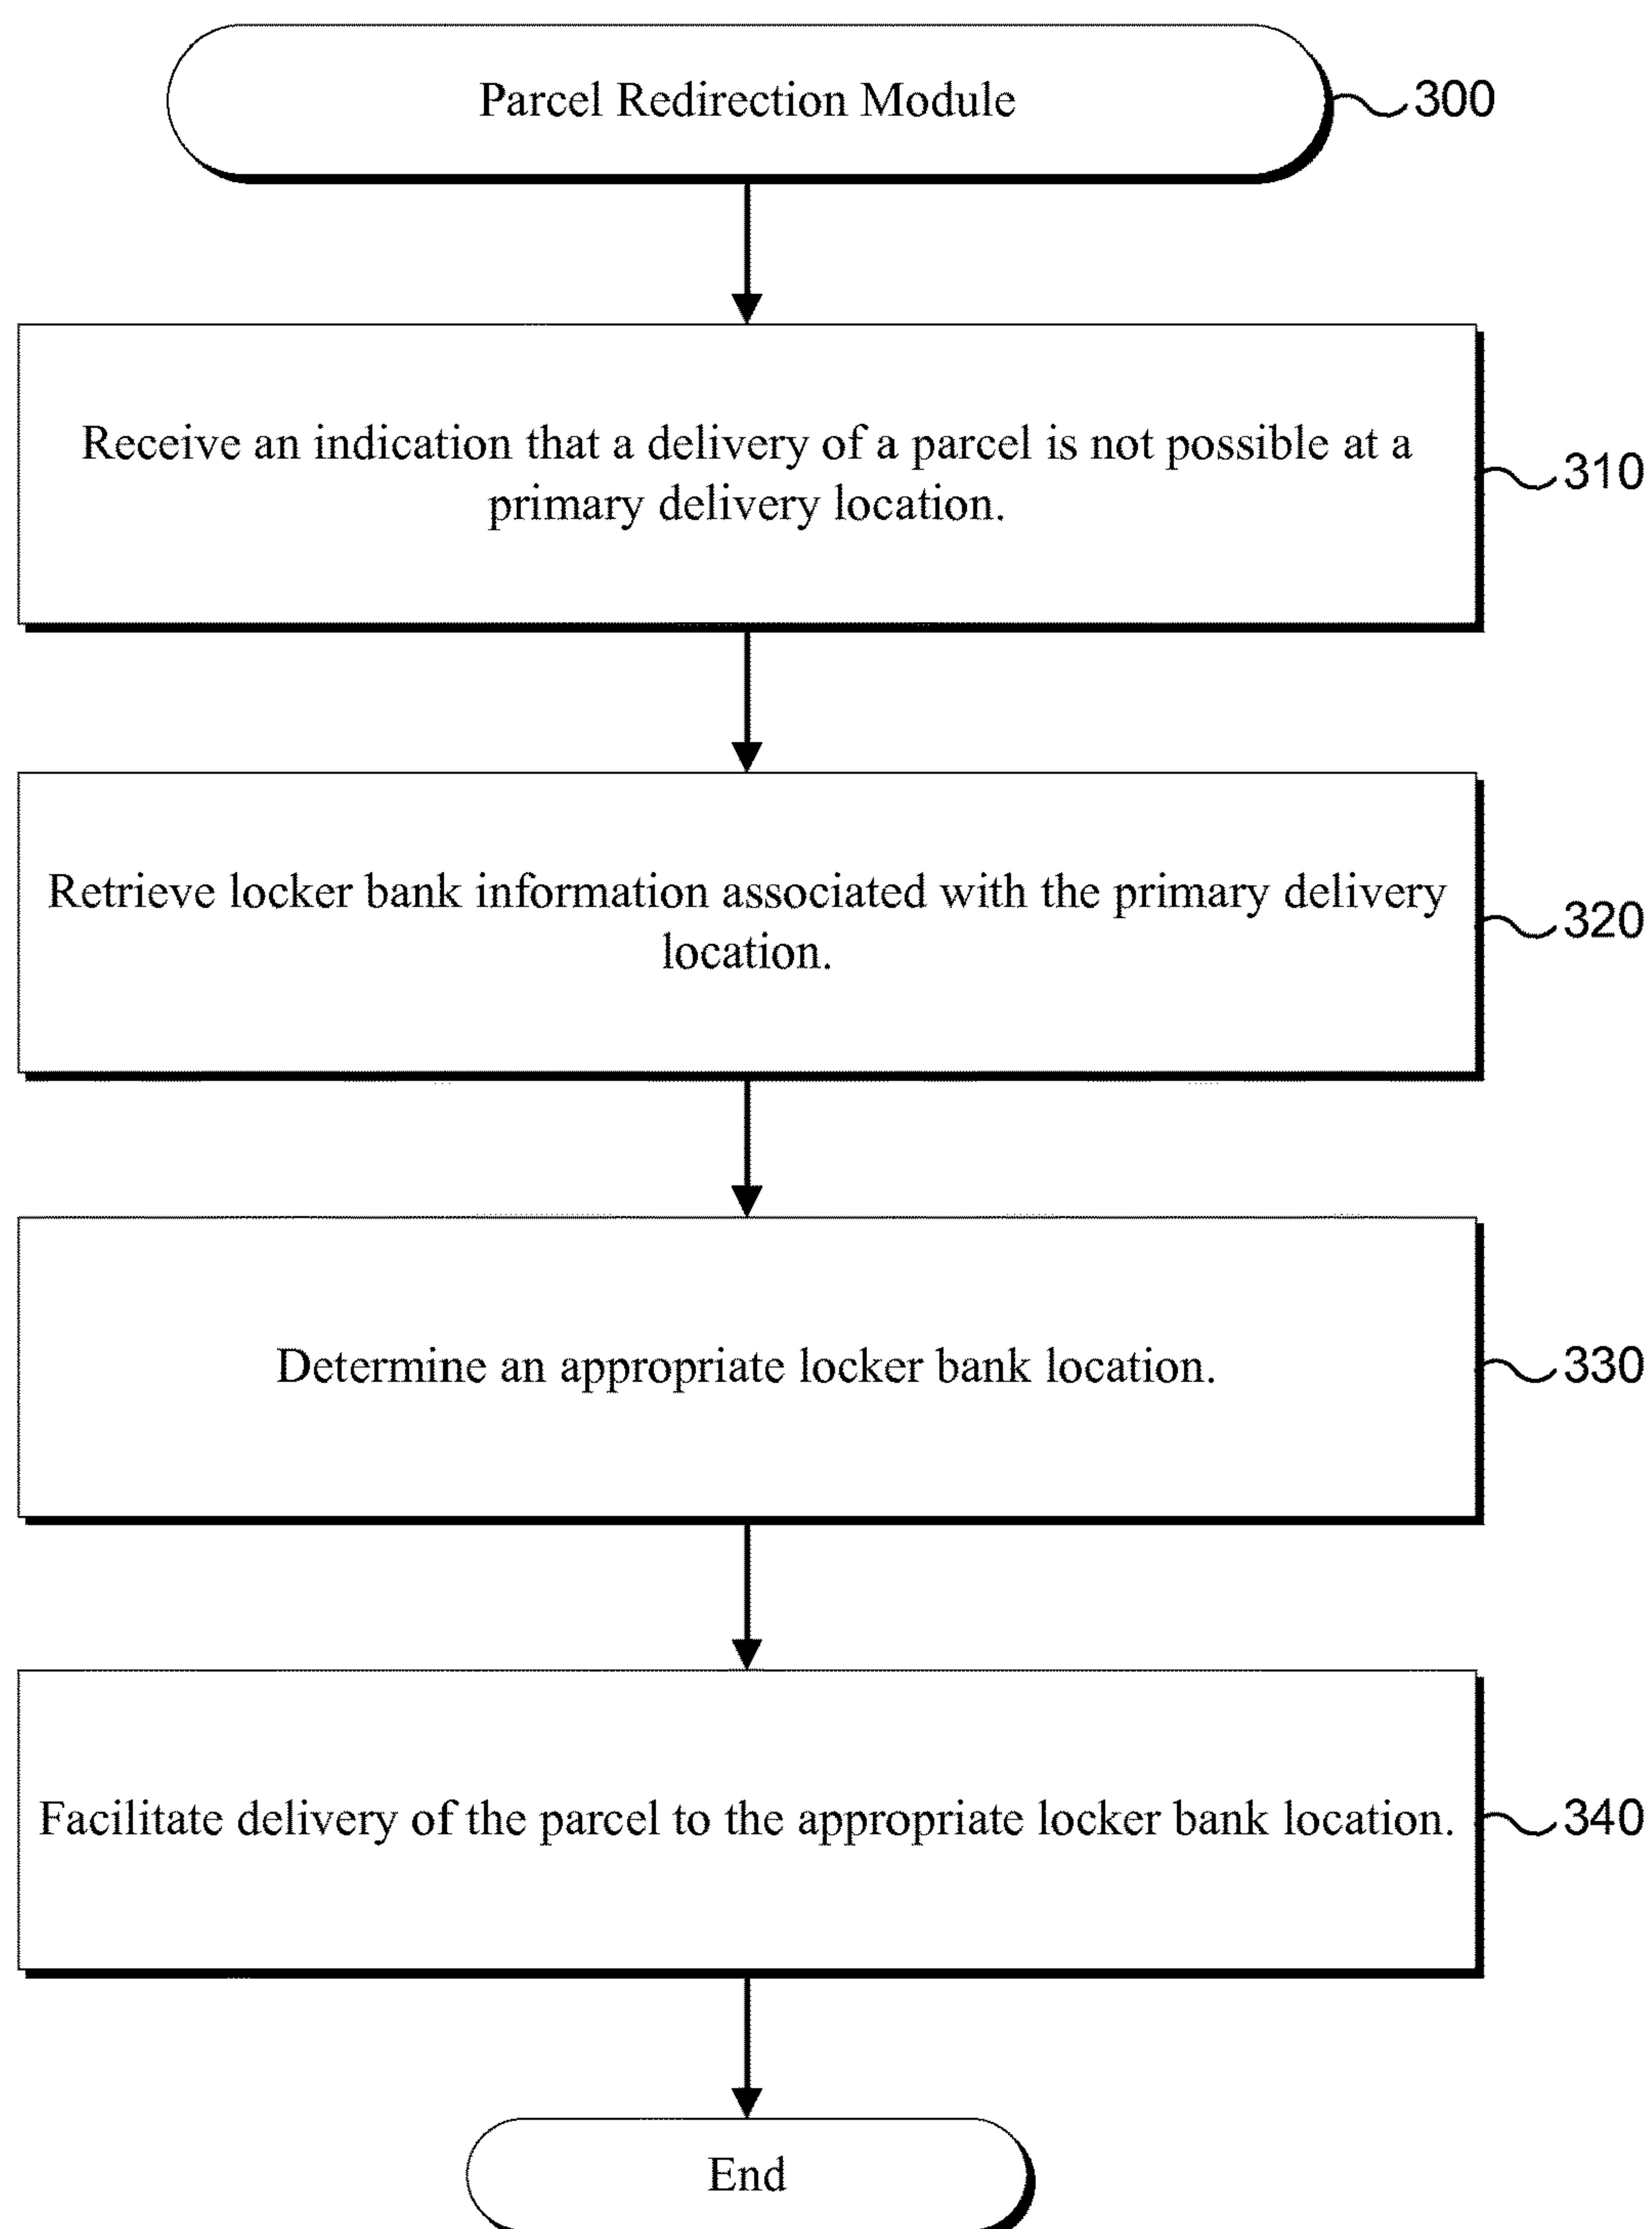 Parcel Redirection Module
300
Receive an indication that a delivery of a parcel is not possible at a
primary delivery location.
310
Retrieve locker bank information associated with the primary delivery
location.
320
Determine an appropriate locker bank location.
330
Facilitate delivery of the parcel to the appropriate locker bank location.
340
End